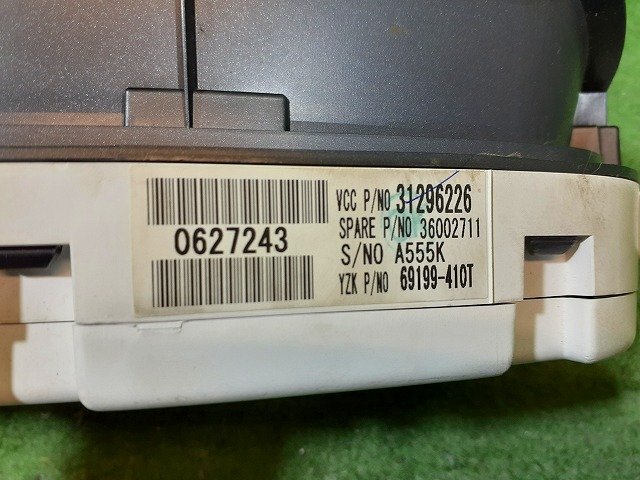 0627243
VCC P/NO 31296226
SPARE P/NO 36002711
S/NO A555K
YZK P/NO 69199-410T